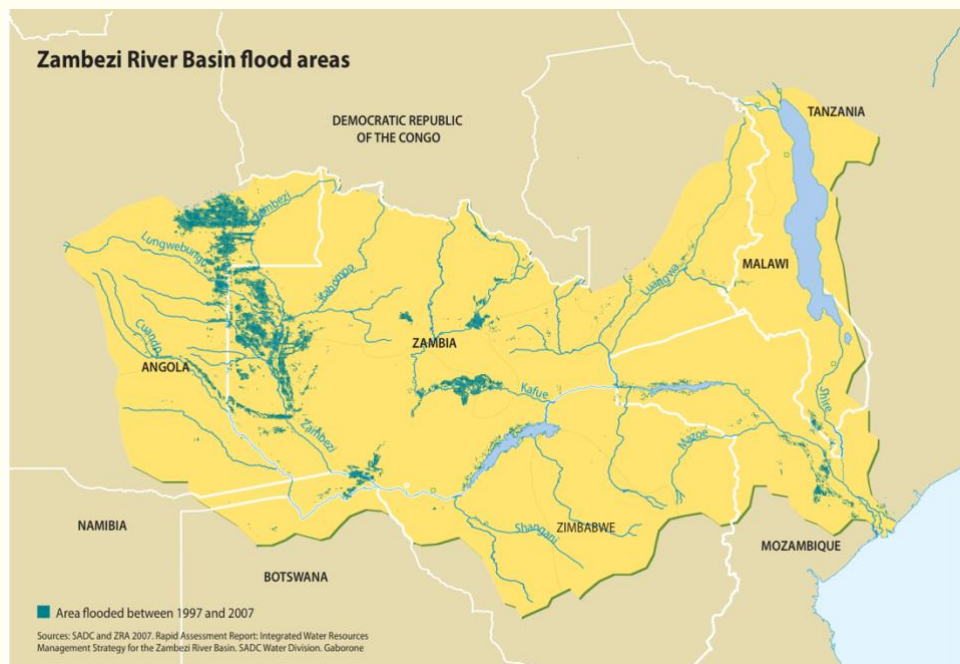 Zambezi River Basin flood areas
DEMOCRATIC REPUBLIC
OF THE CONGO
TANZANIA
Zambezi
Lungwebungu
Kabompo
Luangwa
MALAWI
Cuando
ZAMBIA
ANGOLA
Kafue
Shire
Zambezi
Mazoe
NAMIBIA
Shangani
ZIMBABWE
MOZAMBIQUE
BOTSWANA
Area flooded between 1997 and 2007
Sources: SADC and ZRA 2007. Rapid Assessment Report: Integrated Water Resources
Management Strategy for the Zambezi River Basin. SADC Water Division. Gaborone